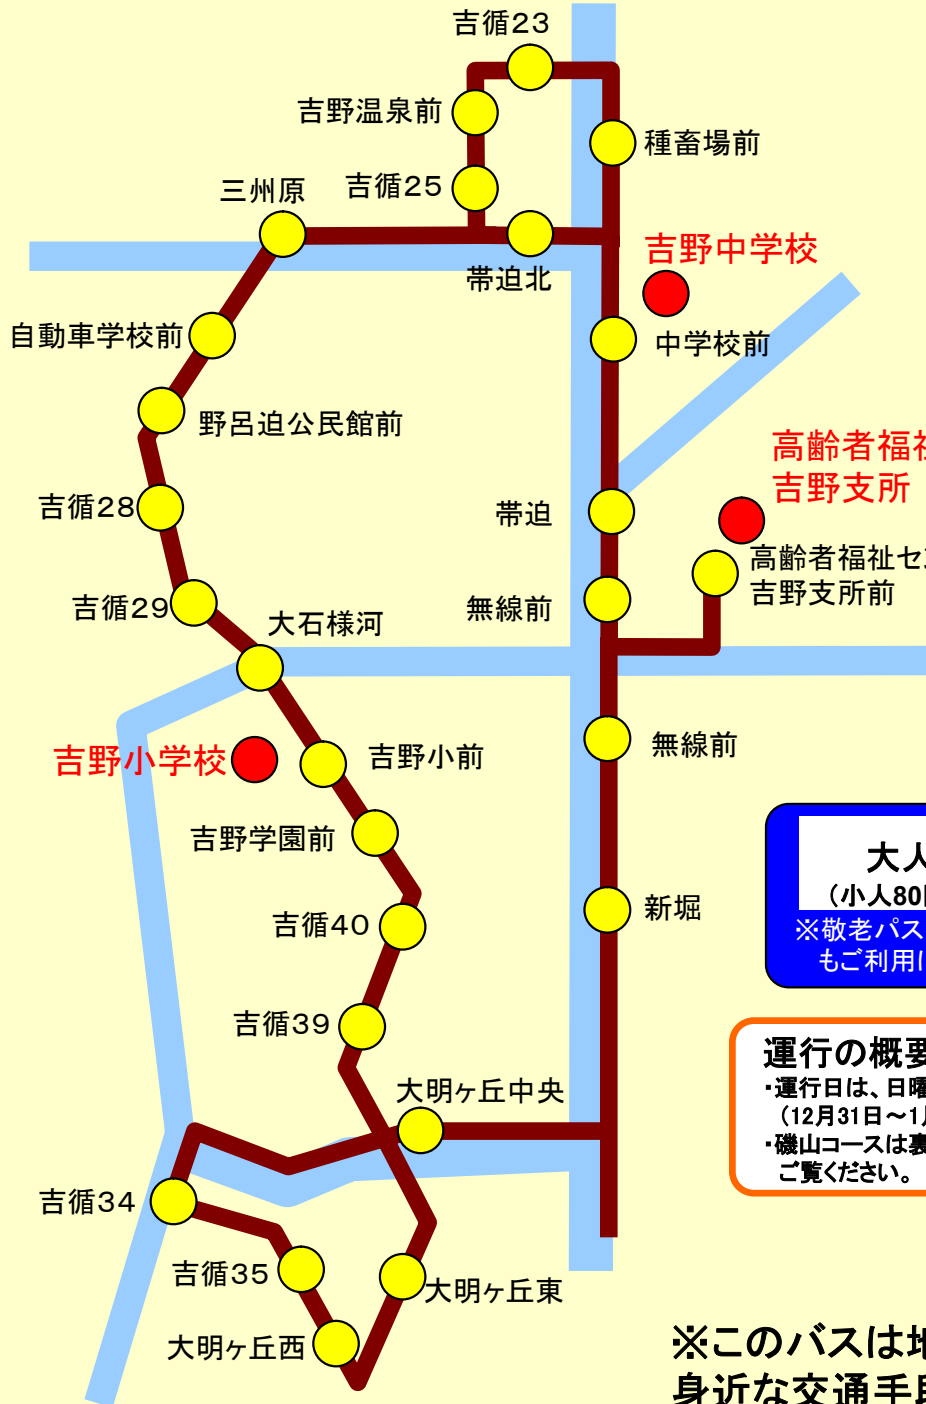 吉循23
吉野温泉前
種畜場前
吉循25
三州原
吉野中学校
帯迫北
自動車学校前
中学校前
野呂迫公民館前
高齢者福祉
吉野支所
吉循28
帯迫
高齢者福祉セ
吉野支所前
吉循29
無線前
大石様河
吉野小学校
吉野小前
無線前
吉野学園前
大人
（小人80
※敬老パス
もご利用に
吉循40
新堀
吉循39
運行の概要
・運行日は、日曜
（12月31日～1
・磯山コースは裏
ご覧ください。
大明ヶ丘中央
吉循34
吉循35
大明ヶ丘東
大明ヶ丘西
※このバスは地
身近な交通手段